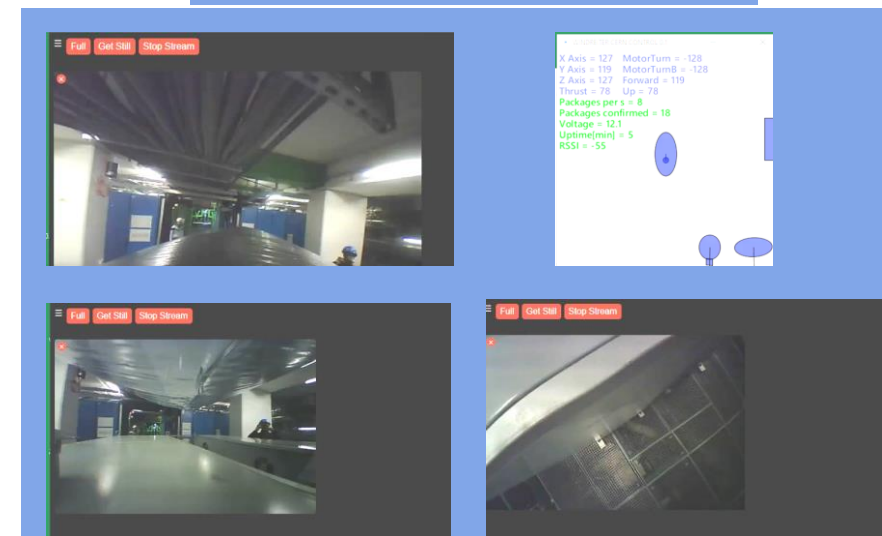 ☰ Full Get Still Stop Stream
X Axis = 127 MotorTurn = -128
Y Axis = 119 MotorTurnB = -128
Z Axis = 127 Forward = 119
Thrust = 78 Up = 78
Packages per s = 8
Packages confirmed = 18
Voltage = 12.1
Uptime[min] = 5
RSSI = -55
☰ Full Get Still Stop Stream
☰ Full Get Still Stop Stream